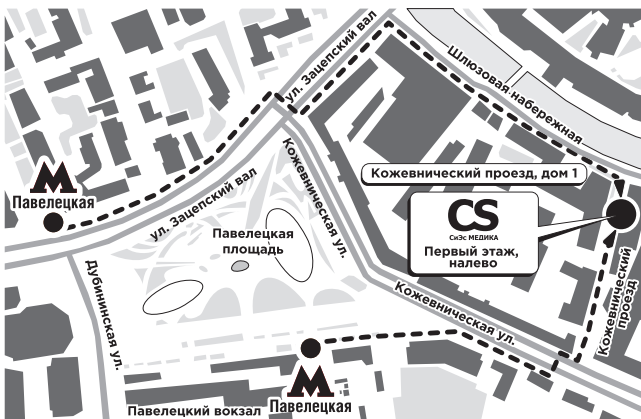 ул. Зацепский вал
Шлюзовая набережная
Кожевнический проезд, дом 1
М
Павелецкая
ул. Зацепский вал
Кожевническая ул.
CS
СиЭс МЕДИКА
Первый этаж,
налево
Павелецкая
площадь
Дубининская ул.
Кожевническая ул.
Кожевнический
проезд
М
Павелецкий вокзал
Павелецкая